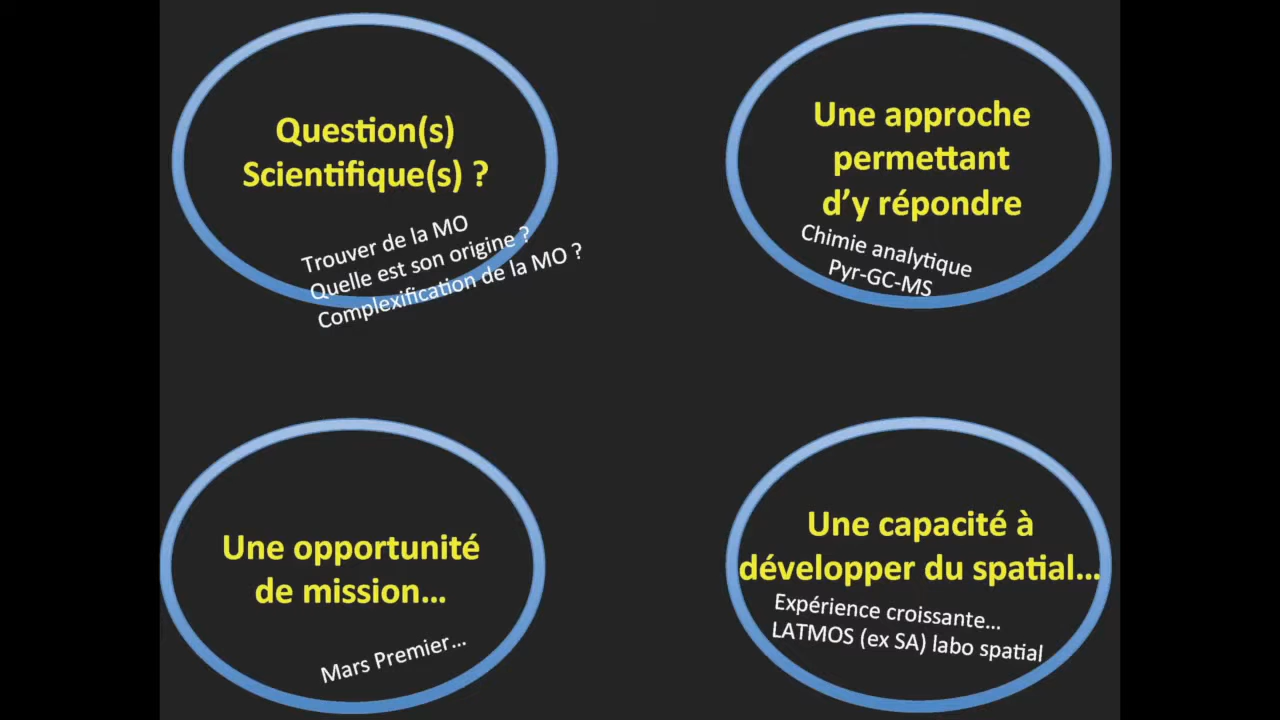 Question(s)
Scientifique(s) ?
Trouver de la MO
Quelle est son origine ?
Complexification de la MO ?
Une approche
permettant
d’y répondre
Chimie analytique
Pyr-GC-MS
Une opportunité
de mission…
Mars Premier…
Une capacité à
développer du spatial…
Expérience croissante…
LATMOS (ex SA) labo spatial